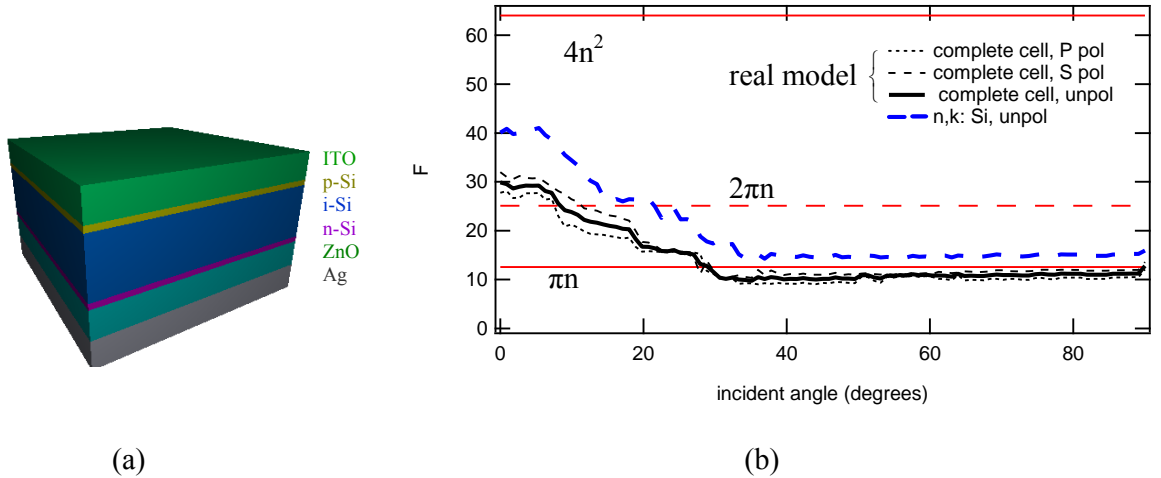 ITO
p-Si
i-Si
n-Si
ZnO
Ag
(a)
60
50
40
30
20
10
0
F
4n²
2πn
πn
real model {
complete cell, P pol
complete cell, S pol
complete cell, unpol
n,k: Si, unpol
0 20 40 60 80
incident angle (degrees)
(b)